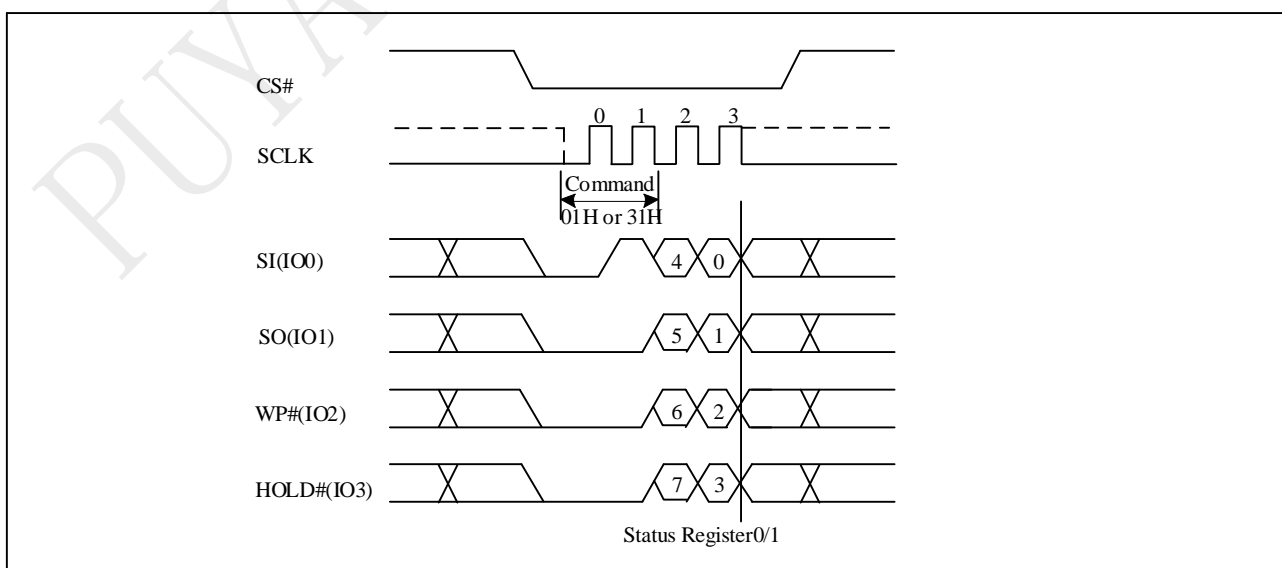 PUYA
CS#
0 1 2 3
SCLK
Command
01H or 31H
SI(IO0)
4 0
SO(IO1)
5 1
WP#(IO2)
6 2
HOLD#(IO3)
7 3
Status Register0/1